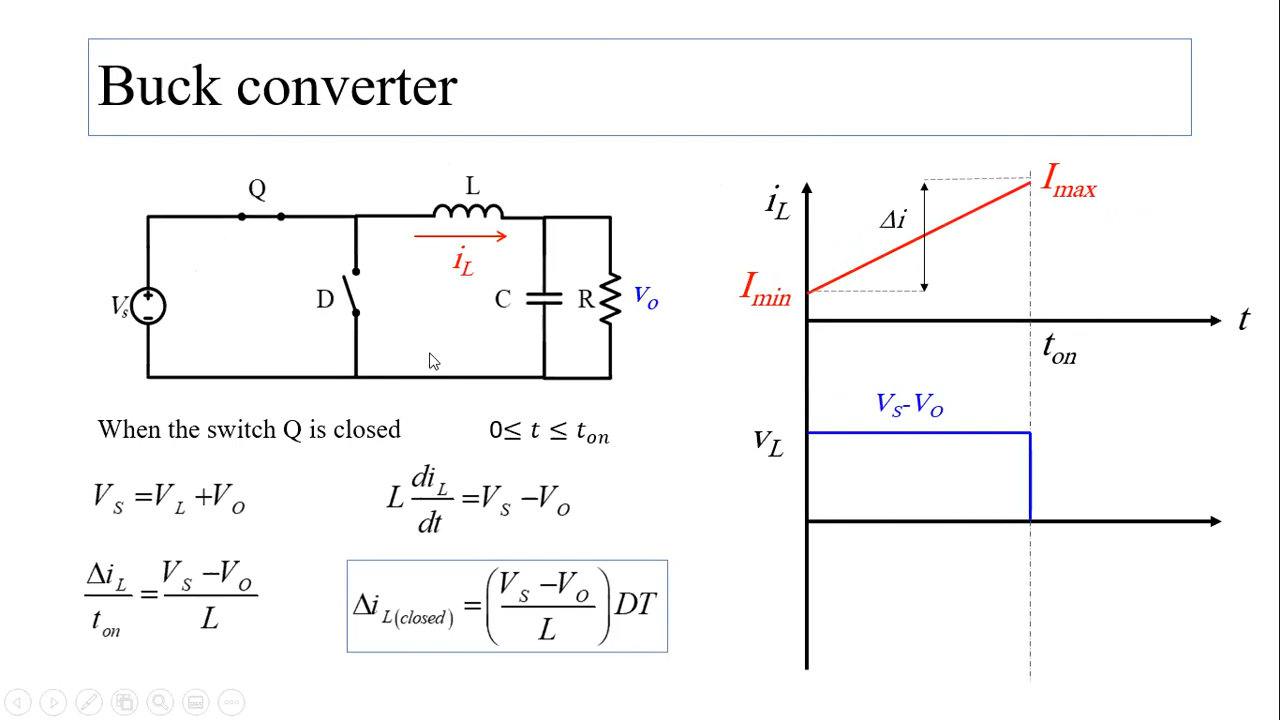 Buck converter
Q
L
i_L
V_s
D
C
R
v_o
When the switch Q is closed 0≤ t ≤ t_on
V_S = V_L + V_O
L di_L/dt = V_S − V_O
Δi_L/t_on = (V_S − V_O)/L
Δi_L(closed) = ((V_S − V_O)/L) DT
i_L
Δi
I_max
I_min
t
t_on
V_S-V_O
v_L